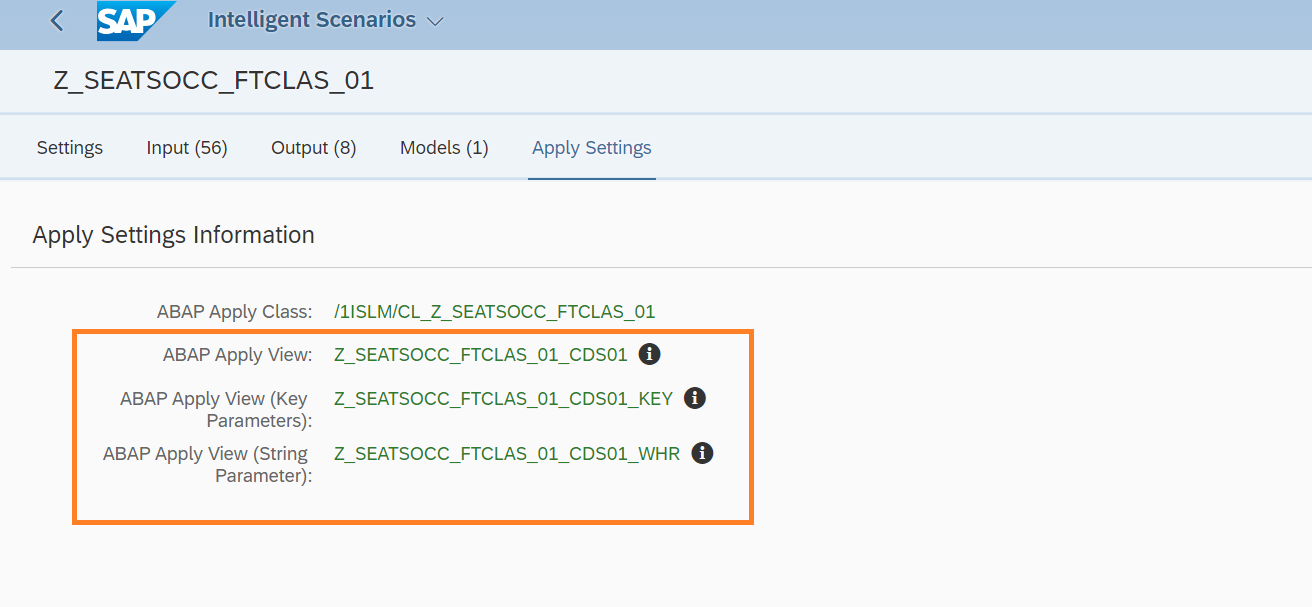 SAP Intelligent Scenarios
Z_SEATSOCC_FTCLAS_01
Settings Input (56) Output (8) Models (1) Apply Settings
Apply Settings Information
ABAP Apply Class: /1ISLM/CL_Z_SEATSOCC_FTCLAS_01
ABAP Apply View: Z_SEATSOCC_FTCLAS_01_CDS01 i
ABAP Apply View (Key Z_SEATSOCC_FTCLAS_01_CDS01_KEY i
Parameters):
ABAP Apply View (String Z_SEATSOCC_FTCLAS_01_CDS01_WHR i
Parameter):